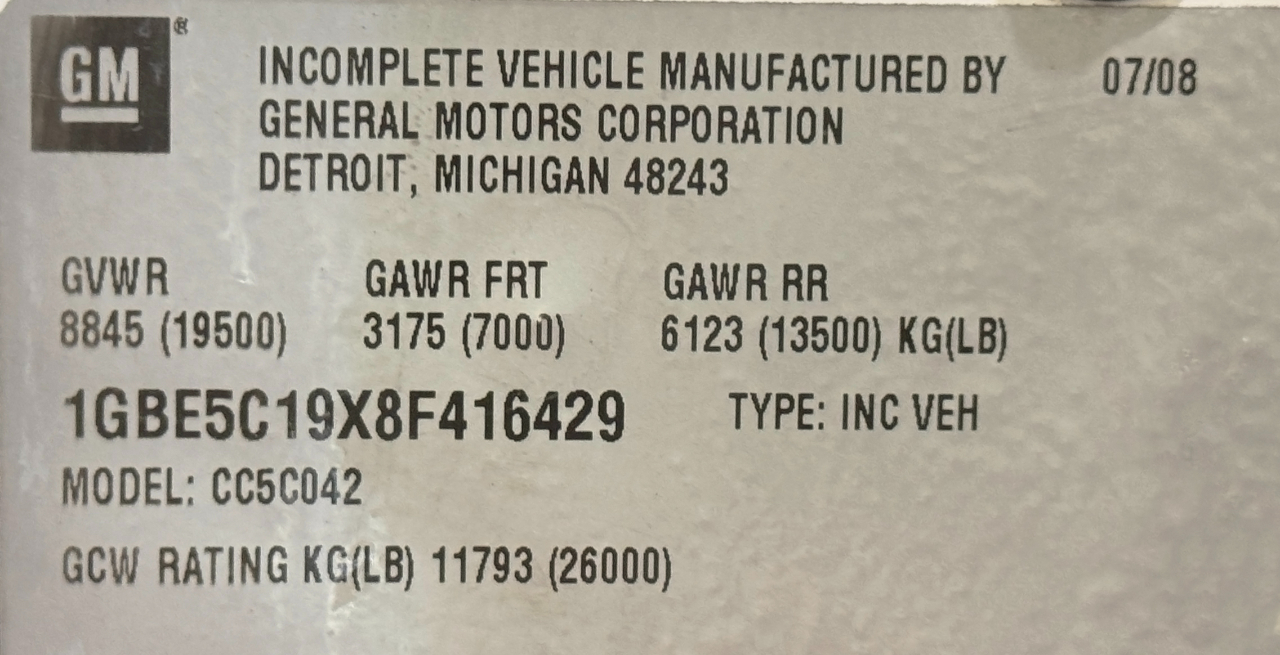 GM ®
INCOMPLETE VEHICLE MANUFACTURED BY 07/08
GENERAL MOTORS CORPORATION
DETROIT, MICHIGAN 48243
GVWR GAWR FRT GAWR RR
8845 (19500) 3175 (7000) 6123 (13500) KG(LB)
1GBE5C19X8F416429 TYPE: INC VEH
MODEL: CC5C042
GCW RATING KG(LB) 11793 (26000)